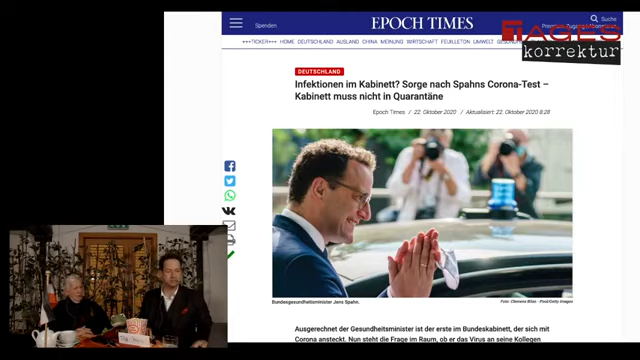 Spenden
EPOCH TIMES
Suche
TAGES
korrektur
+++TICKER+++ HOME DEUTSCHLAND AUSLAND CHINA MEINUNG WIRTSCHAFT FEUILLETON UMWELT
DEUTSCHLAND
Infektionen im Kabinett? Sorge nach Spahns Corona-Test –
Kabinett muss nicht in Quarantäne
Epoch Times / 22. Oktober 2020 / Aktualisiert: 22. Oktober 2020 8:28
Bundesgesundheitsminister Jens Spahn.
Foto: Clemens Bilan - Pool/Getty Images
Ausgerechnet der Gesundheitsminister ist der erste im Bundeskabinett, der sich mit
Corona ansteckt. Nun steht die Frage im Raum, ob er das Virus an seine Kollegen